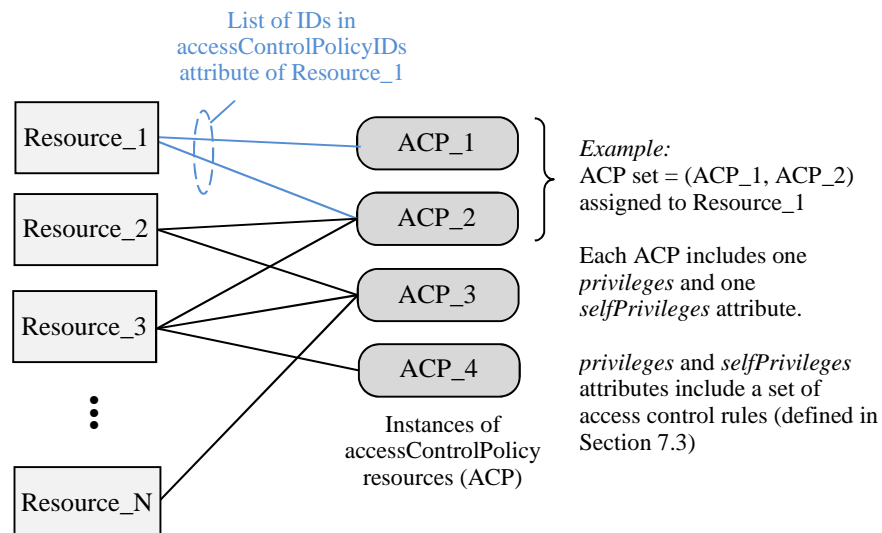 List of IDs in
accessControlPolicyIDs
attribute of Resource_1
Resource_1
Resource_2
Resource_3
Resource_N
ACP_1
ACP_2
ACP_3
ACP_4
Instances of
accessControlPolicy
resources (ACP)
Example:
ACP set = (ACP_1, ACP_2)
assigned to Resource_1
Each ACP includes one
privileges and one
selfPrivileges attribute.
privileges and selfPrivileges
attributes include a set of
access control rules (defined in
Section 7.3)